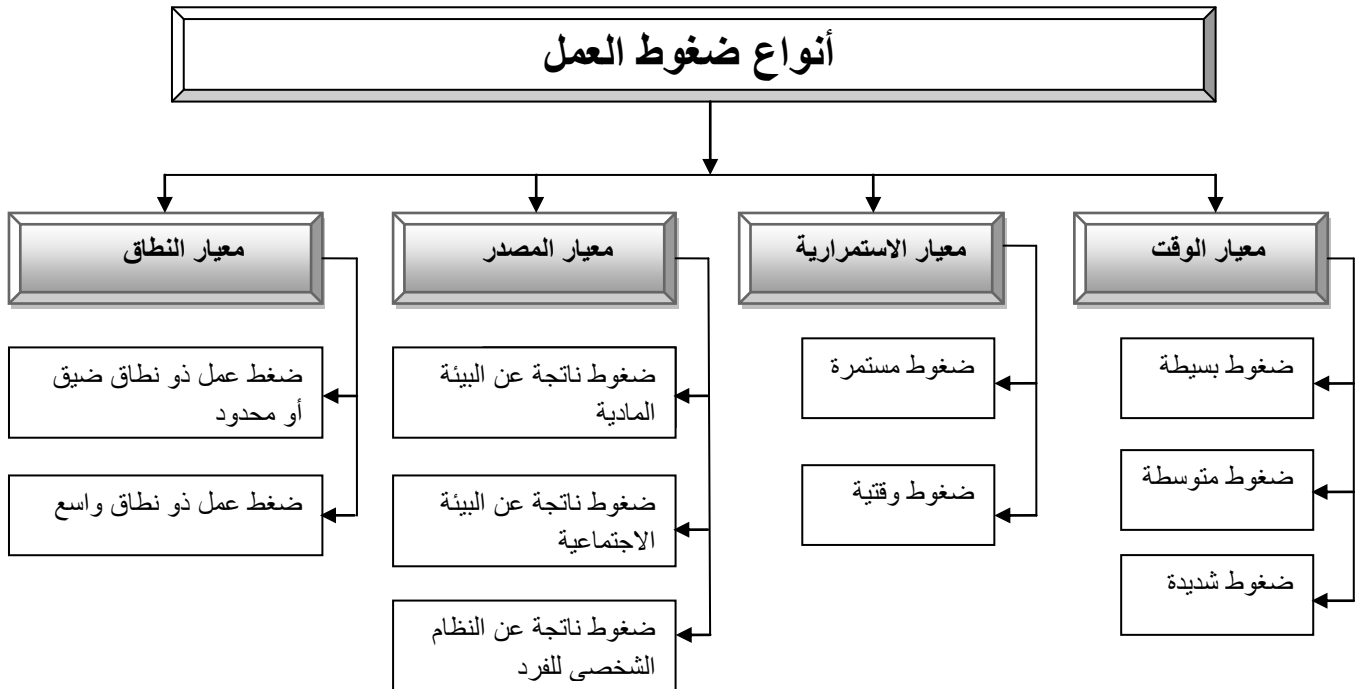 أنواع ضغوط العمل
معيار الوقت
ضغوط بسيطة
ضغوط متوسطة
ضغوط شديدة
معيار الاستمرارية
ضغوط مستمرة
ضغوط وقتية
معيار المصدر
ضغوط ناتجة عن البيئة
المادية
ضغوط ناتجة عن البيئة
الاجتماعية
ضغوط ناتجة عن النظام
الشخصي للفرد
معيار النطاق
ضغط عمل ذو نطاق ضيق
أو محدود
ضغط عمل ذو نطاق واسع